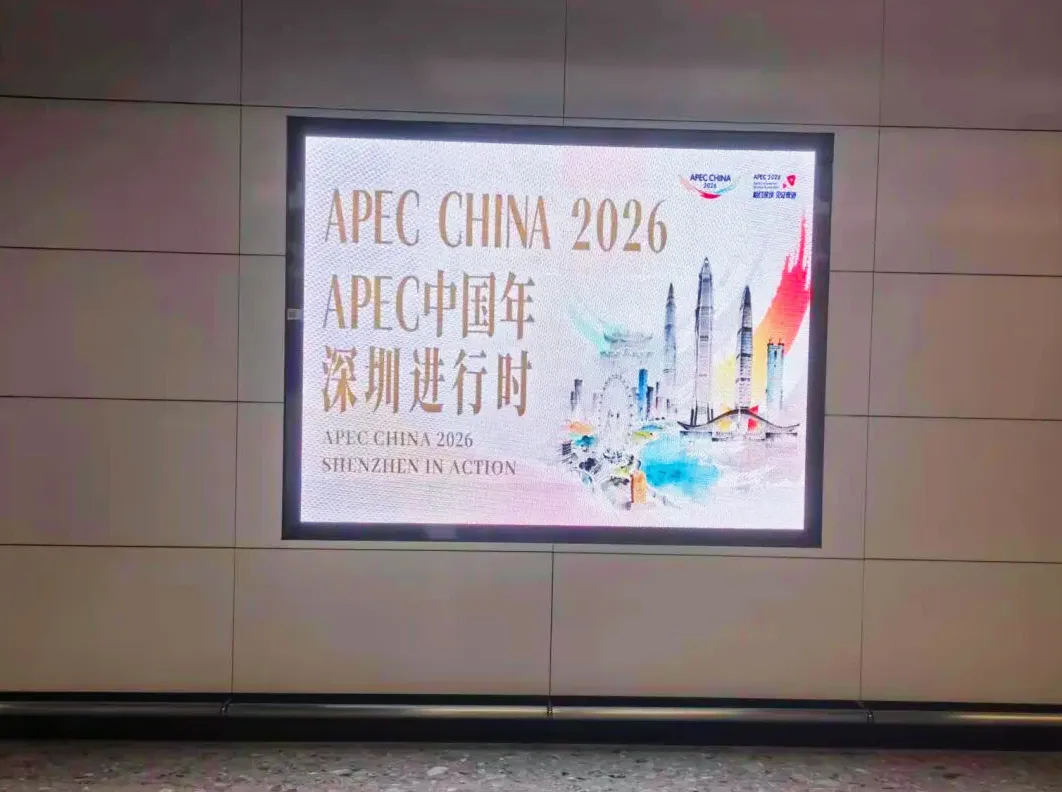 APEC CHINA
2026
APEC 2026
APEC CHINA 2026
APEC中国年
深圳进行时
APEC CHINA 2026
SHENZHEN IN ACTION